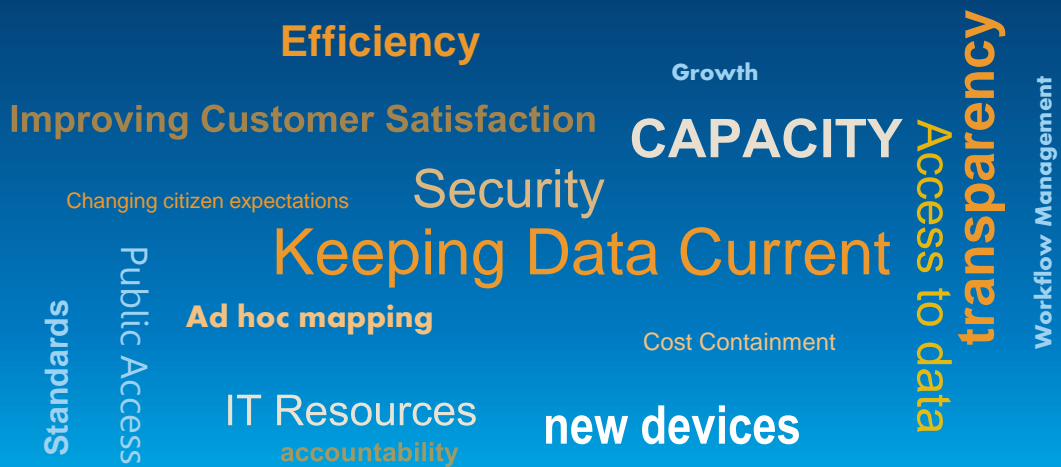 Efficiency
Growth
Improving Customer Satisfaction
CAPACITY
Security
Changing citizen expectations
Keeping Data Current
Access to data
transparency
Workflow Management
Public Access
Standards
Ad hoc mapping
Cost Containment
IT Resources
new devices
accountability